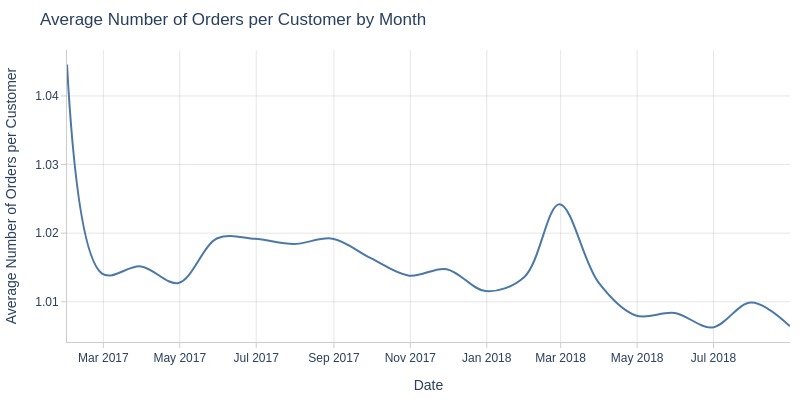 Average Number of Orders per Customer by Month
Average Number of Orders per Customer
1.04
1.03
1.02
1.01
Mar 2017 May 2017 Jul 2017 Sep 2017 Nov 2017 Jan 2018 Mar 2018 May 2018 Jul 2018
Date